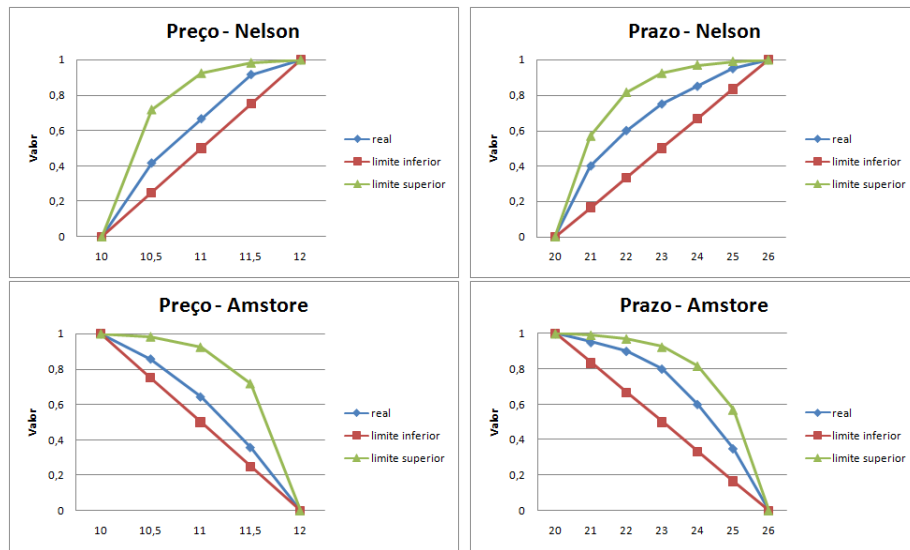 Preço - Nelson
1
0,8
0,6
0,4
0,2
0
Valor
10 10,5 11 11,5 12
real
limite inferior
limite superior
Prazo - Nelson
1
0,8
0,6
0,4
0,2
0
Valor
20 21 22 23 24 25 26
real
limite inferior
limite superior
Preço - Amstore
1
0,8
0,6
0,4
0,2
0
Valor
10 10,5 11 11,5 12
real
limite inferior
limite superior
Prazo - Amstore
1
0,8
0,6
0,4
0,2
0
Valor
20 21 22 23 24 25 26
real
limite inferior
limite superior